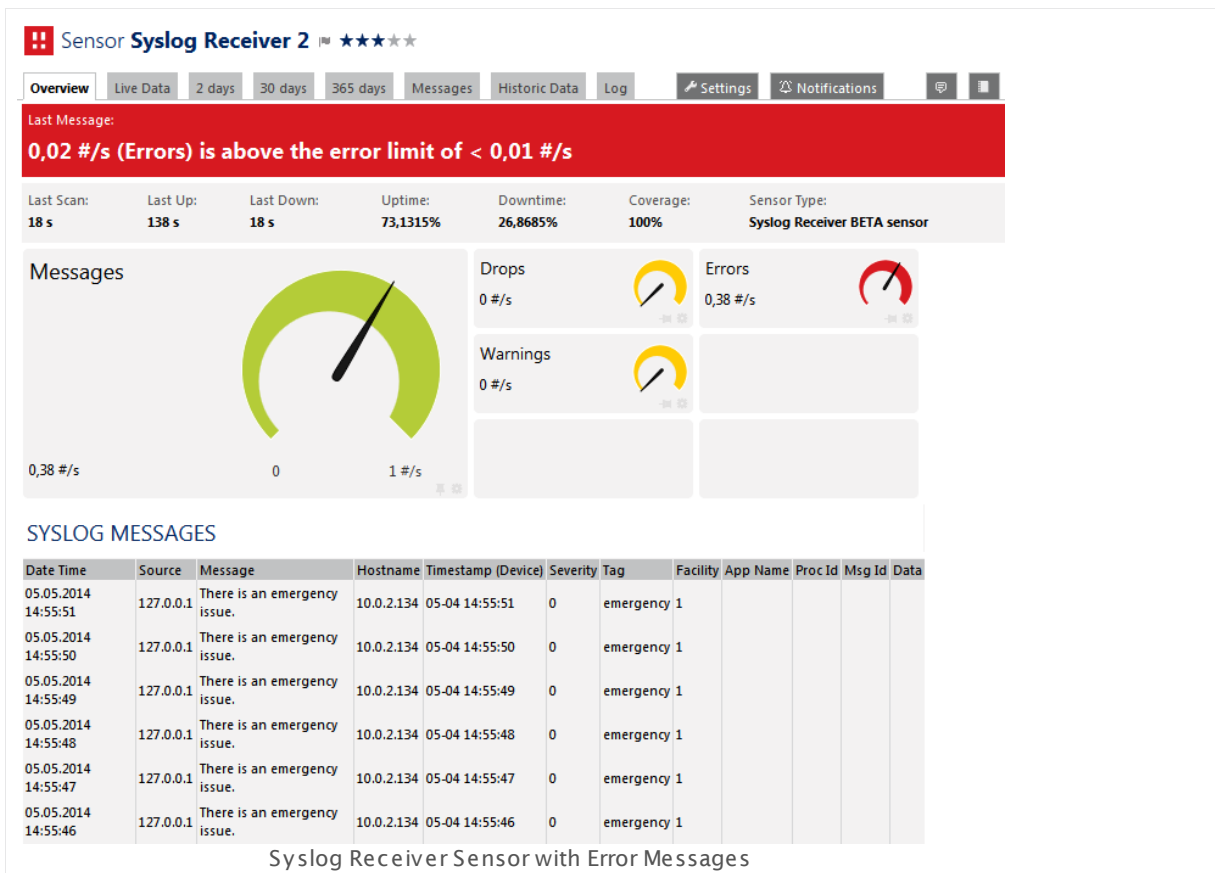 Sensor Syslog Receiver 2
Overview Live Data 2 days 30 days 365 days Messages Historic Data Log Settings Notifications
Last Message:
0,02 #/s (Errors) is above the error limit of < 0,01 #/s
Last Scan: Last Up: Last Down: Uptime: Downtime: Coverage: Sensor Type:
18 s 138 s 18 s 73,1315% 26,8685% 100% Syslog Receiver BETA sensor
Messages
0,38 #/s
0 1 #/s
Drops
0 #/s
Errors
0,38 #/s
Warnings
0 #/s
SYSLOG MESSAGES
Date Time Source Message Hostname Timestamp (Device) Severity Tag Facility App Name Proc Id Msg Id Data
05.05.2014 There is an emergency
14:55:51 127.0.0.1 issue. 10.0.2.134 05-04 14:55:51 0 emergency 1
05.05.2014 There is an emergency
14:55:50 127.0.0.1 issue. 10.0.2.134 05-04 14:55:50 0 emergency 1
05.05.2014 There is an emergency
14:55:49 127.0.0.1 issue. 10.0.2.134 05-04 14:55:49 0 emergency 1
05.05.2014 There is an emergency
14:55:48 127.0.0.1 issue. 10.0.2.134 05-04 14:55:48 0 emergency 1
05.05.2014 There is an emergency
14:55:47 127.0.0.1 issue. 10.0.2.134 05-04 14:55:47 0 emergency 1
05.05.2014 There is an emergency
14:55:46 127.0.0.1 issue. 10.0.2.134 05-04 14:55:46 0 emergency 1
Syslog Receiver Sensor with Error Messages